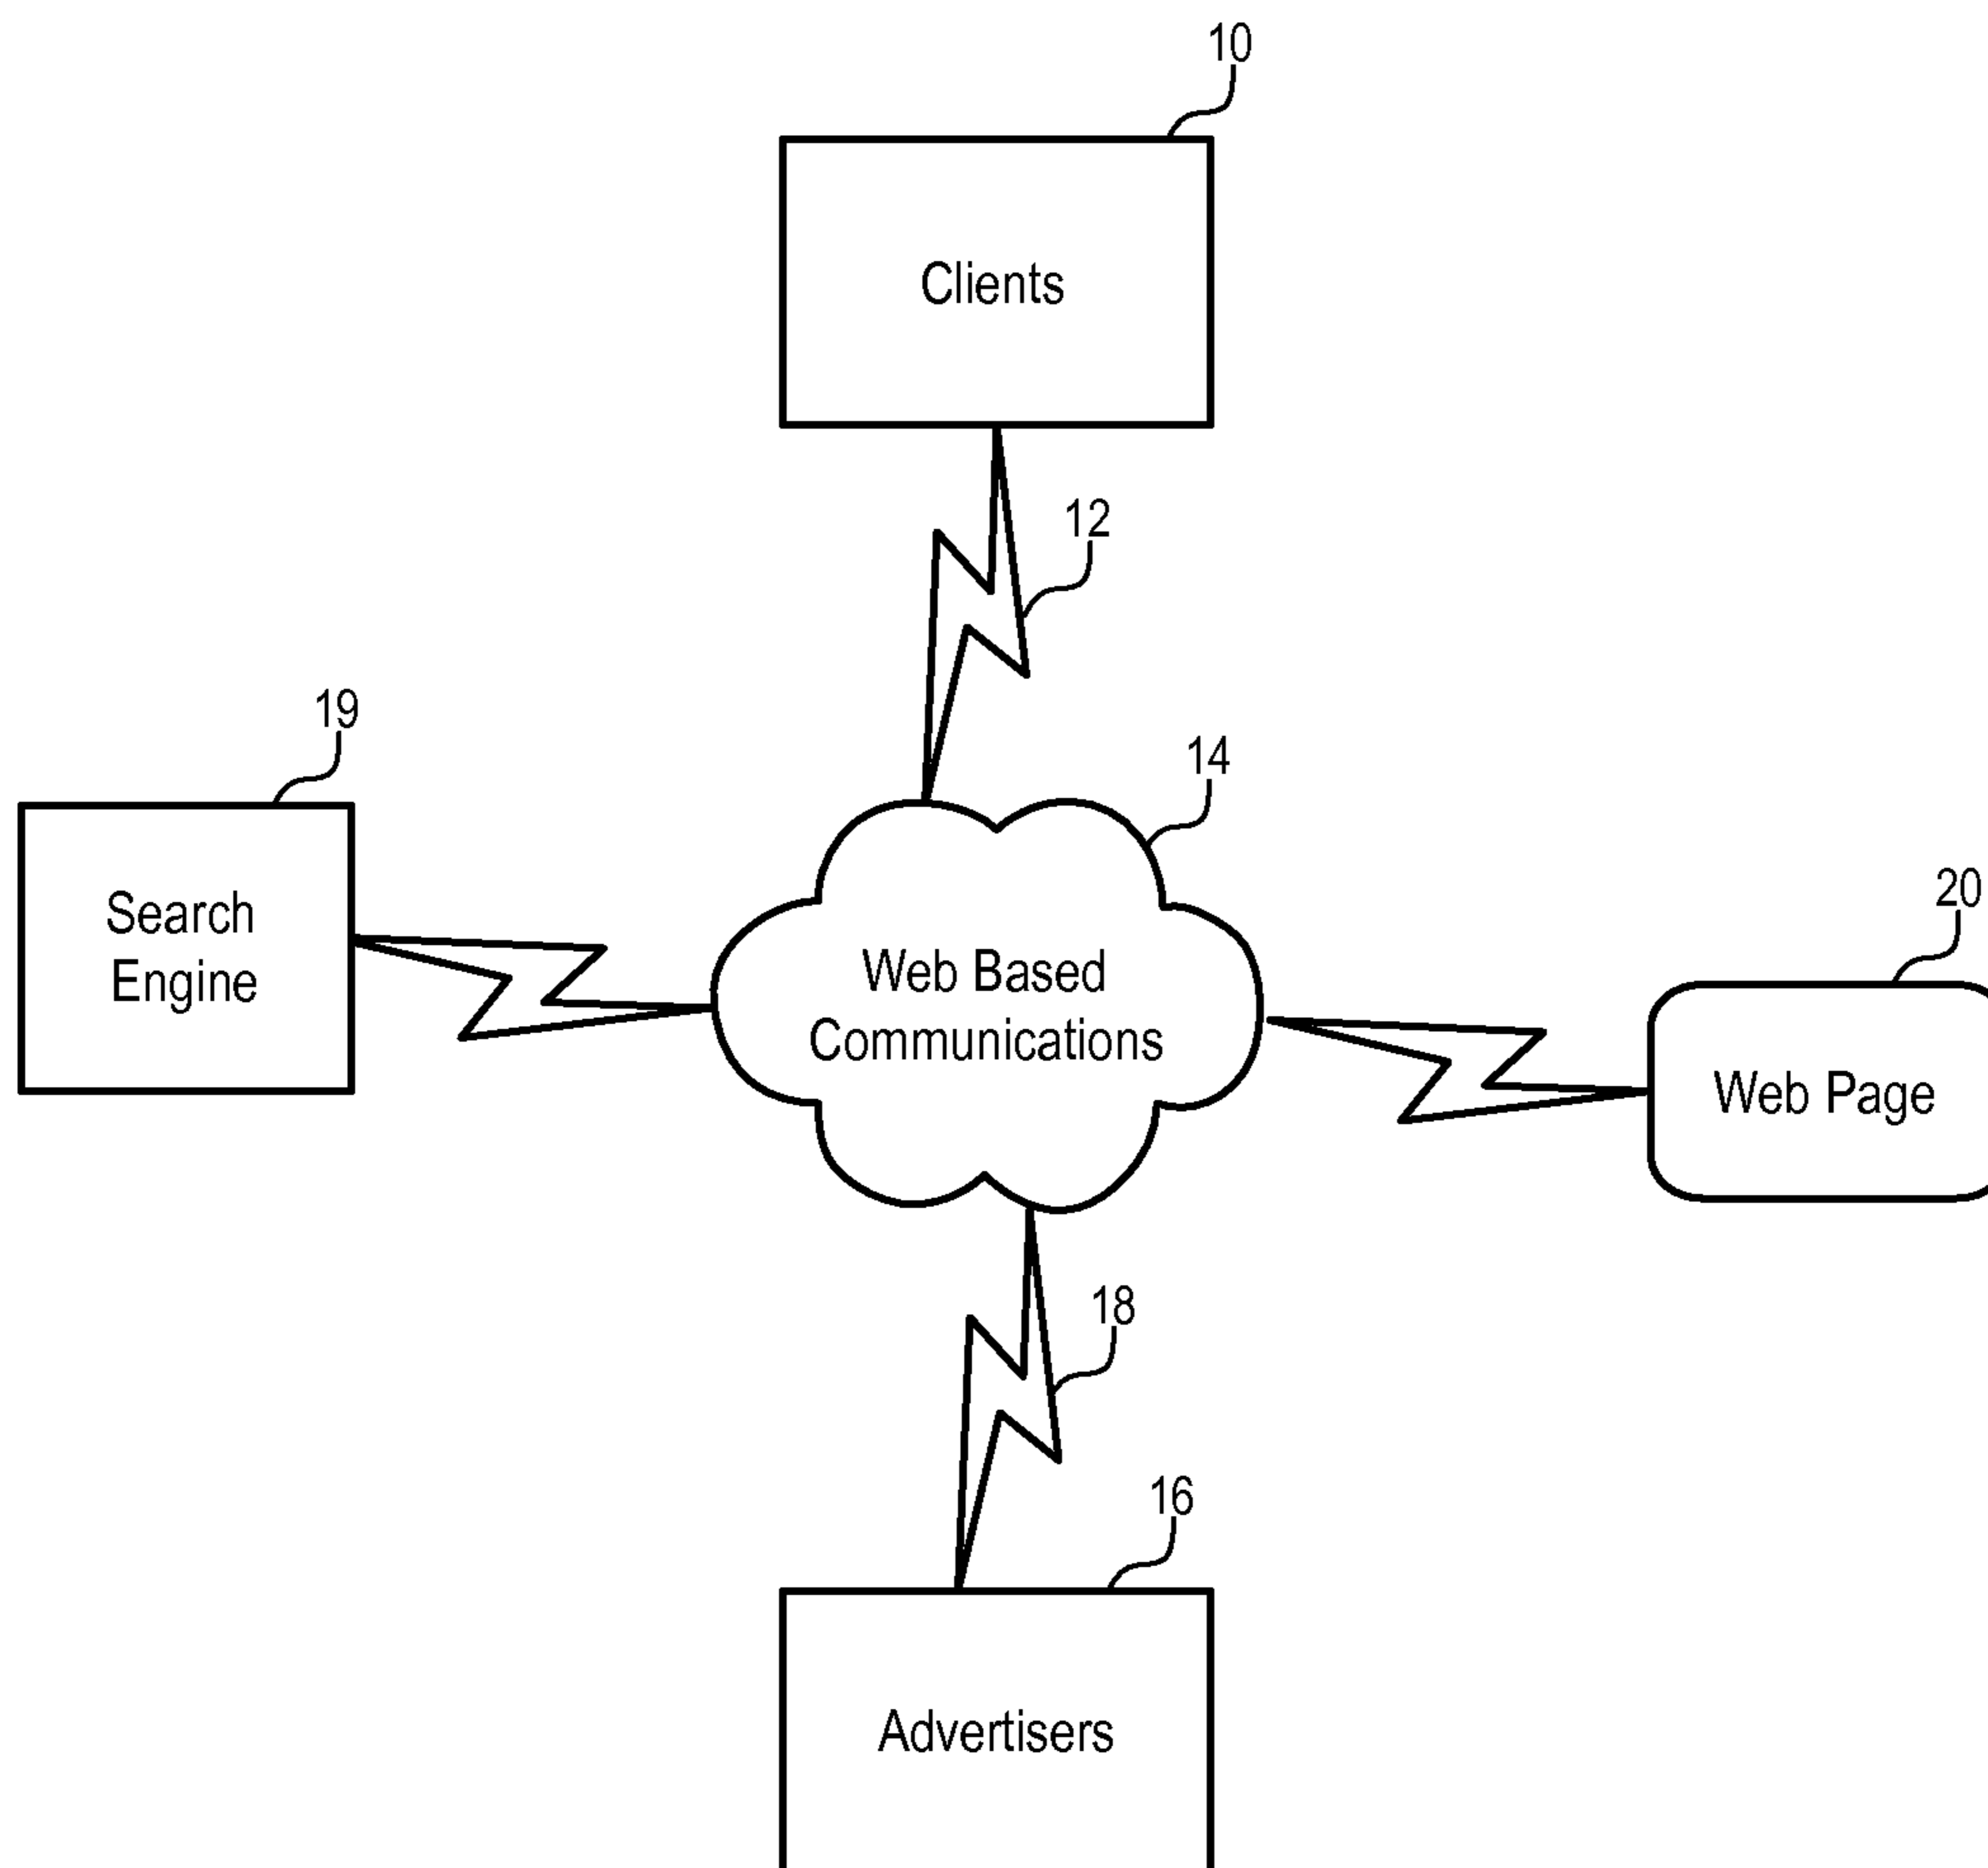 10
Clients
12
19
14
Search
Engine
20
Web Based
Communications
Web Page
18
16
Advertisers